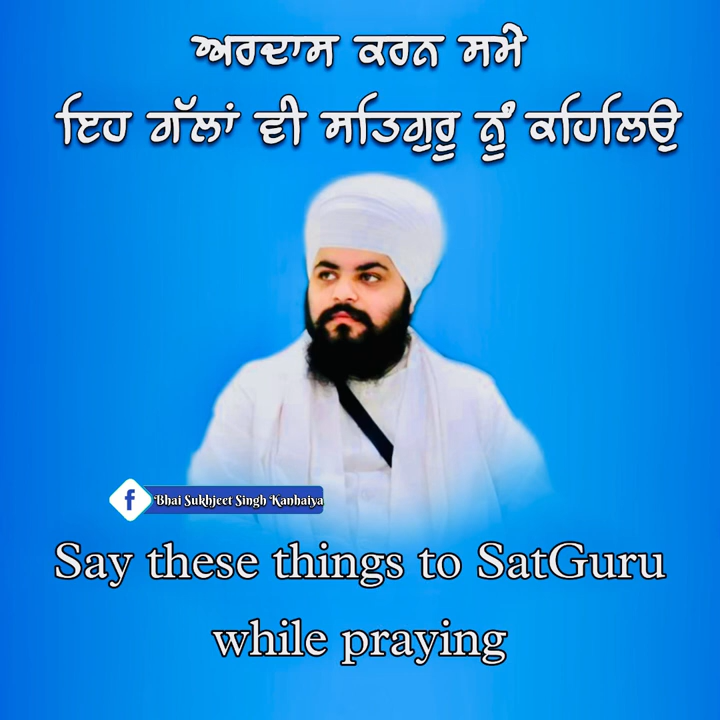 ਅਰਦਾਸ ਕਰਨ ਸਮੇ
ਇਹ ਗੱਲਾਂ ਵੀ ਸਤਿਗੁਰੂ ਨੂੰ ਕਹਿਲਿਉ
f Bhai Sukhjeet Singh Kanhaiya
Say these things to SatGuru
while praying